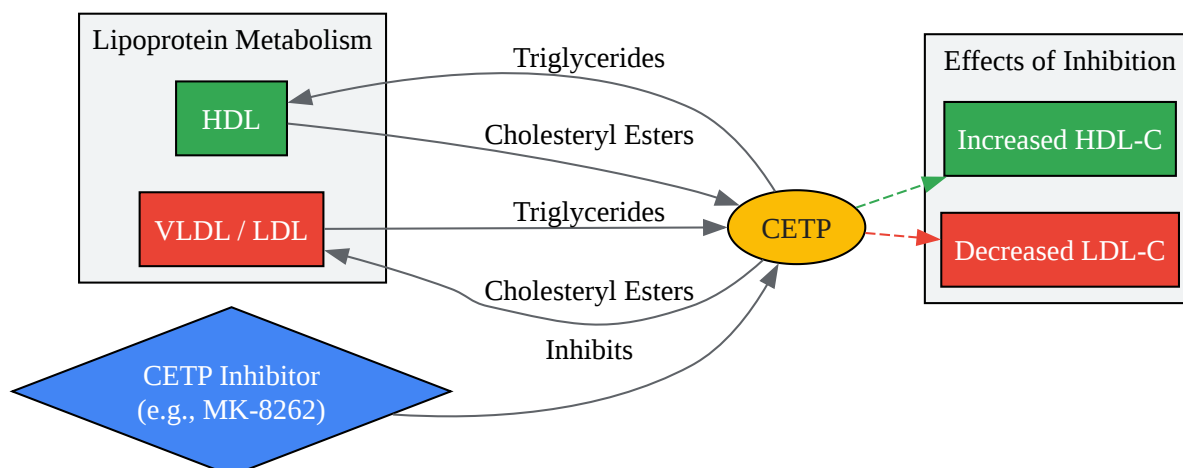 Lipoprotein Metabolism
HDL
VLDL / LDL
Triglycerides
Cholesteryl Esters
Triglycerides
Cholesteryl Esters
Inhibits
CETP Inhibitor
(e.g., MK-8262)
CETP
Effects of Inhibition
Increased HDL-C
Decreased LDL-C